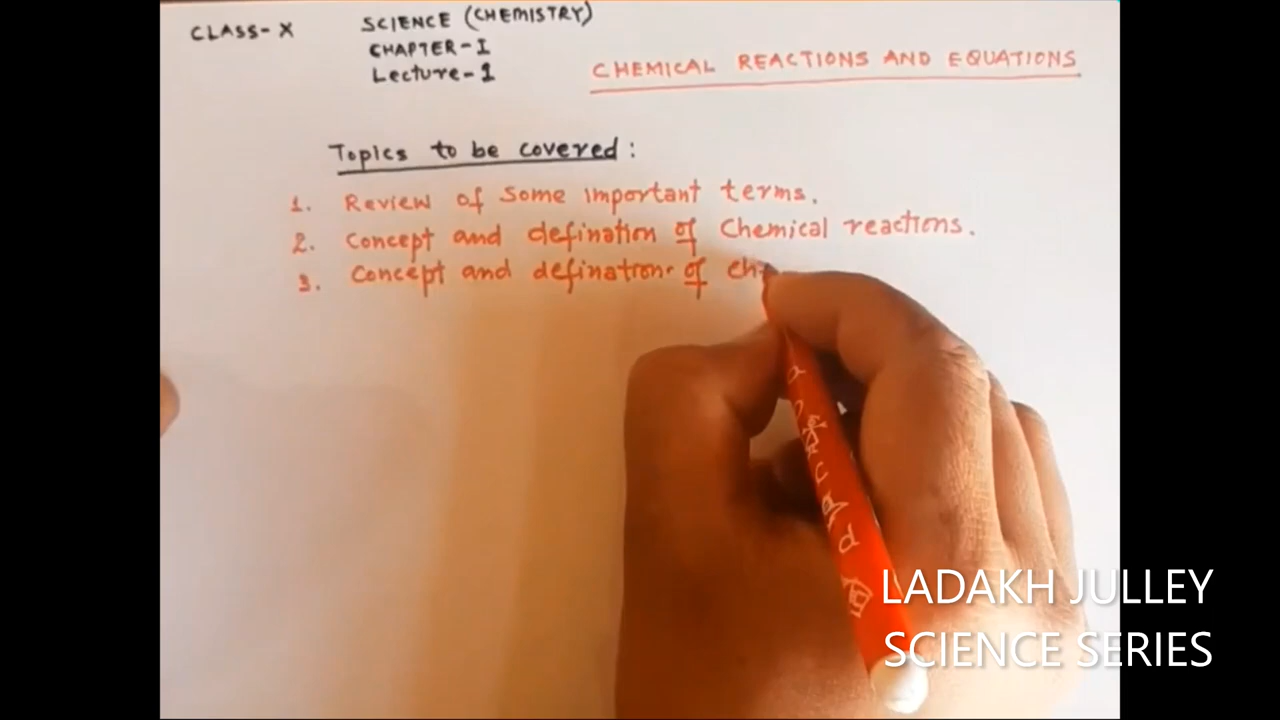 CLASS-X SCIENCE (CHEMISTRY)
CHAPTER-I
Lecture-1
CHEMICAL REACTIONS AND EQUATIONS
Topics to be covered:
1. Review of some important terms.
2. Concept and defination of Chemical reactions.
3. Concept and defination of
LADAKH JULLEY
SCIENCE SERIES